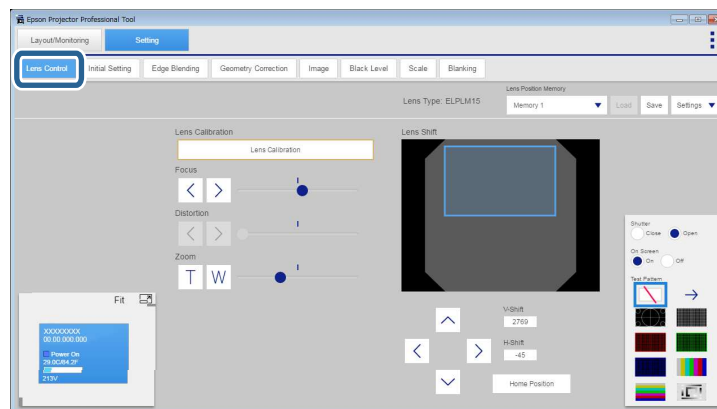 Epson Projector Professional Tool
Layout/Monitoring Setting
Lens Control Initial Setting Edge Blending Geometry Correction Image Black Level Scale Blanking
Lens Position Memory
Lens Type: ELPLM15 Memory 1 Load Save Settings
Lens Calibration Lens Shift
Lens Calibration
Focus
Distortion
Shutter
Close Open
On Screen
On Off
Zoom
T W
Test Pattern
Fit
V-Shift
2769
XXXXXXXX
00.00.000.000
H-Shift
-45
Power On
29.0C/84.2F
213V
Home Position